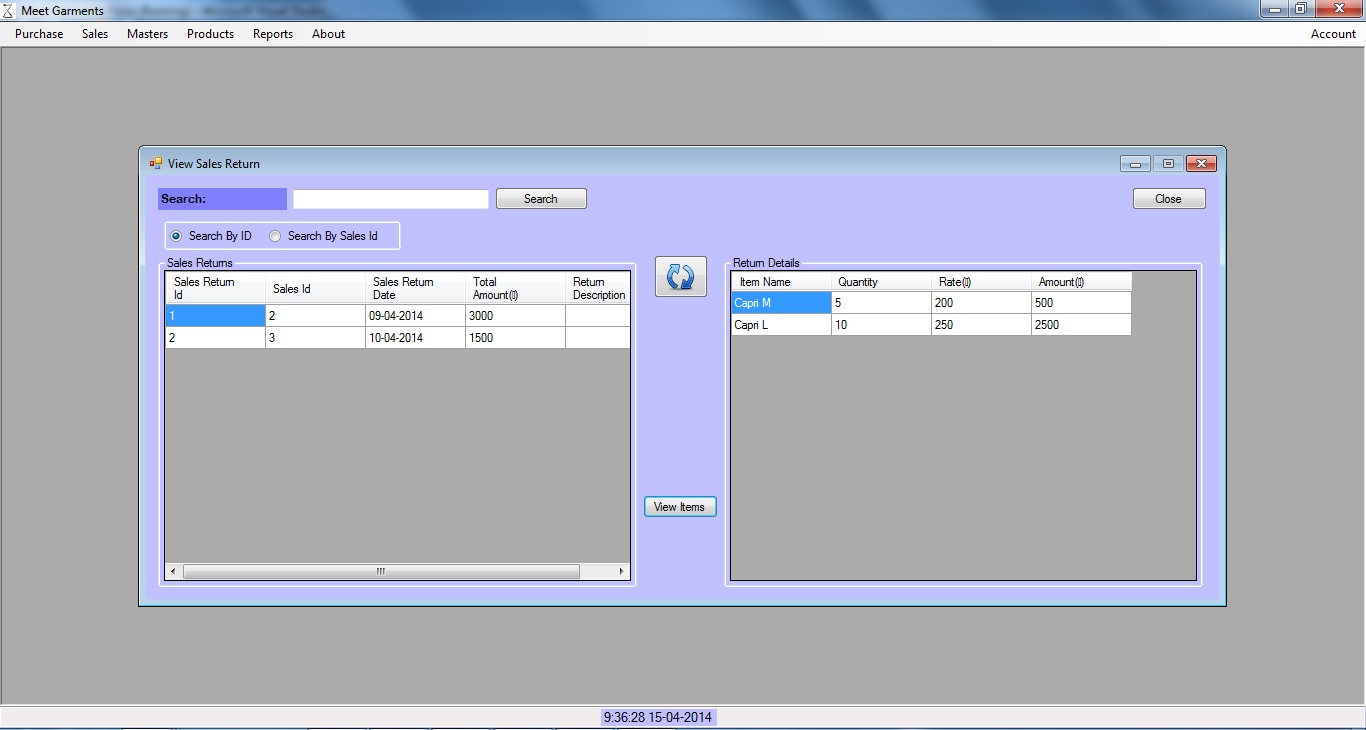 Meet Garments
Purchase Sales Masters Products Reports About Account
View Sales Return
Search: Search Close
Search By ID Search By Sales Id
Sales Returns
Sales Return Id Sales Id Sales Return Date Total Amount(▯) Return Description
1 2 09-04-2014 3000
2 3 10-04-2014 1500
View Items
Return Details
Item Name Quantity Rate(▯) Amount(▯)
Capri M 5 200 500
Capri L 10 250 2500
9:36:28 15-04-2014